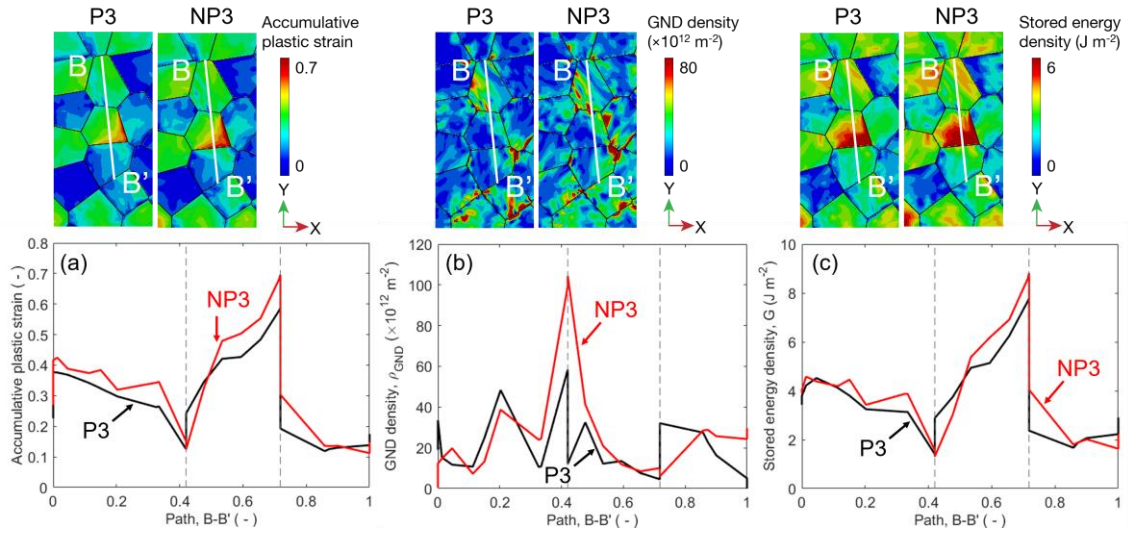 P3 NP3 Accumulative
plastic strain
0.7
0
B
B'
Y
X
P3 NP3 GND density
(×10¹² m⁻²)
80
0
B
B'
Y
X
P3 NP3 Stored energy
density (J m⁻²)
6
0
B
B'
Y
X
(a)
NP3
P3
Accumulative plastic strain ( - )
0.8
0.7
0.6
0.5
0.4
0.3
0.2
0.1
0
0 0.2 0.4 0.6 0.8 1
Path, B-B' ( - )
(b)
NP3
P3
GND density, ρGND (×10¹² m⁻²)
120
100
80
60
40
20
0
0 0.2 0.4 0.6 0.8 1
Path, B-B' ( - )
(c)
NP3
P3
Stored energy density, G (J m⁻²)
10
8
6
4
2
0
0 0.2 0.4 0.6 0.8 1
Path, B-B' ( - )